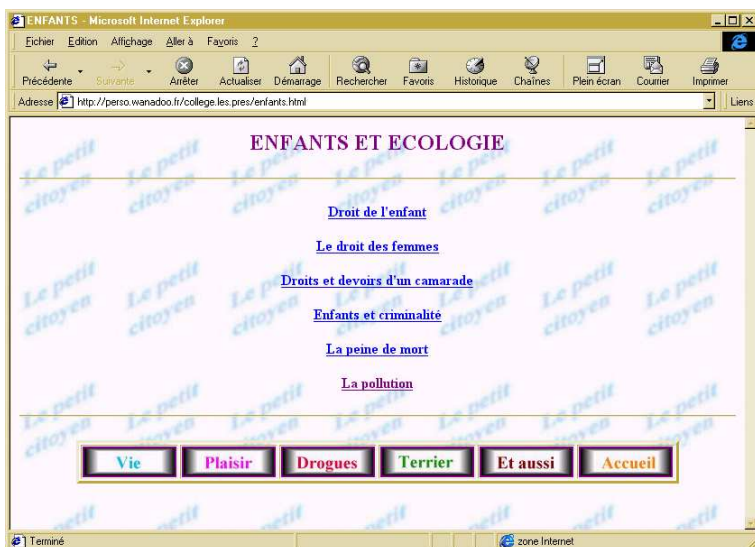 ENFANTS - Microsoft Internet Explorer
Fichier Edition Affichage Aller à Favoris ?
Précédente Suivante Arrêter Actualiser Démarrage Rechercher Favoris Historique Chaînes Plein écran Courrier Imprimer
Adresse http://perso.wanadoo.fr/college.les.pres/enfants.html Liens
ENFANTS ET ECOLOGIE
Droit de l'enfant
Le droit des femmes
Droits et devoirs d'un camarade
Enfants et criminalité
La peine de mort
La pollution
Vie Plaisir Drogues Terrier Et aussi Accueil
Le petit citoyen
Terminé zone Internet